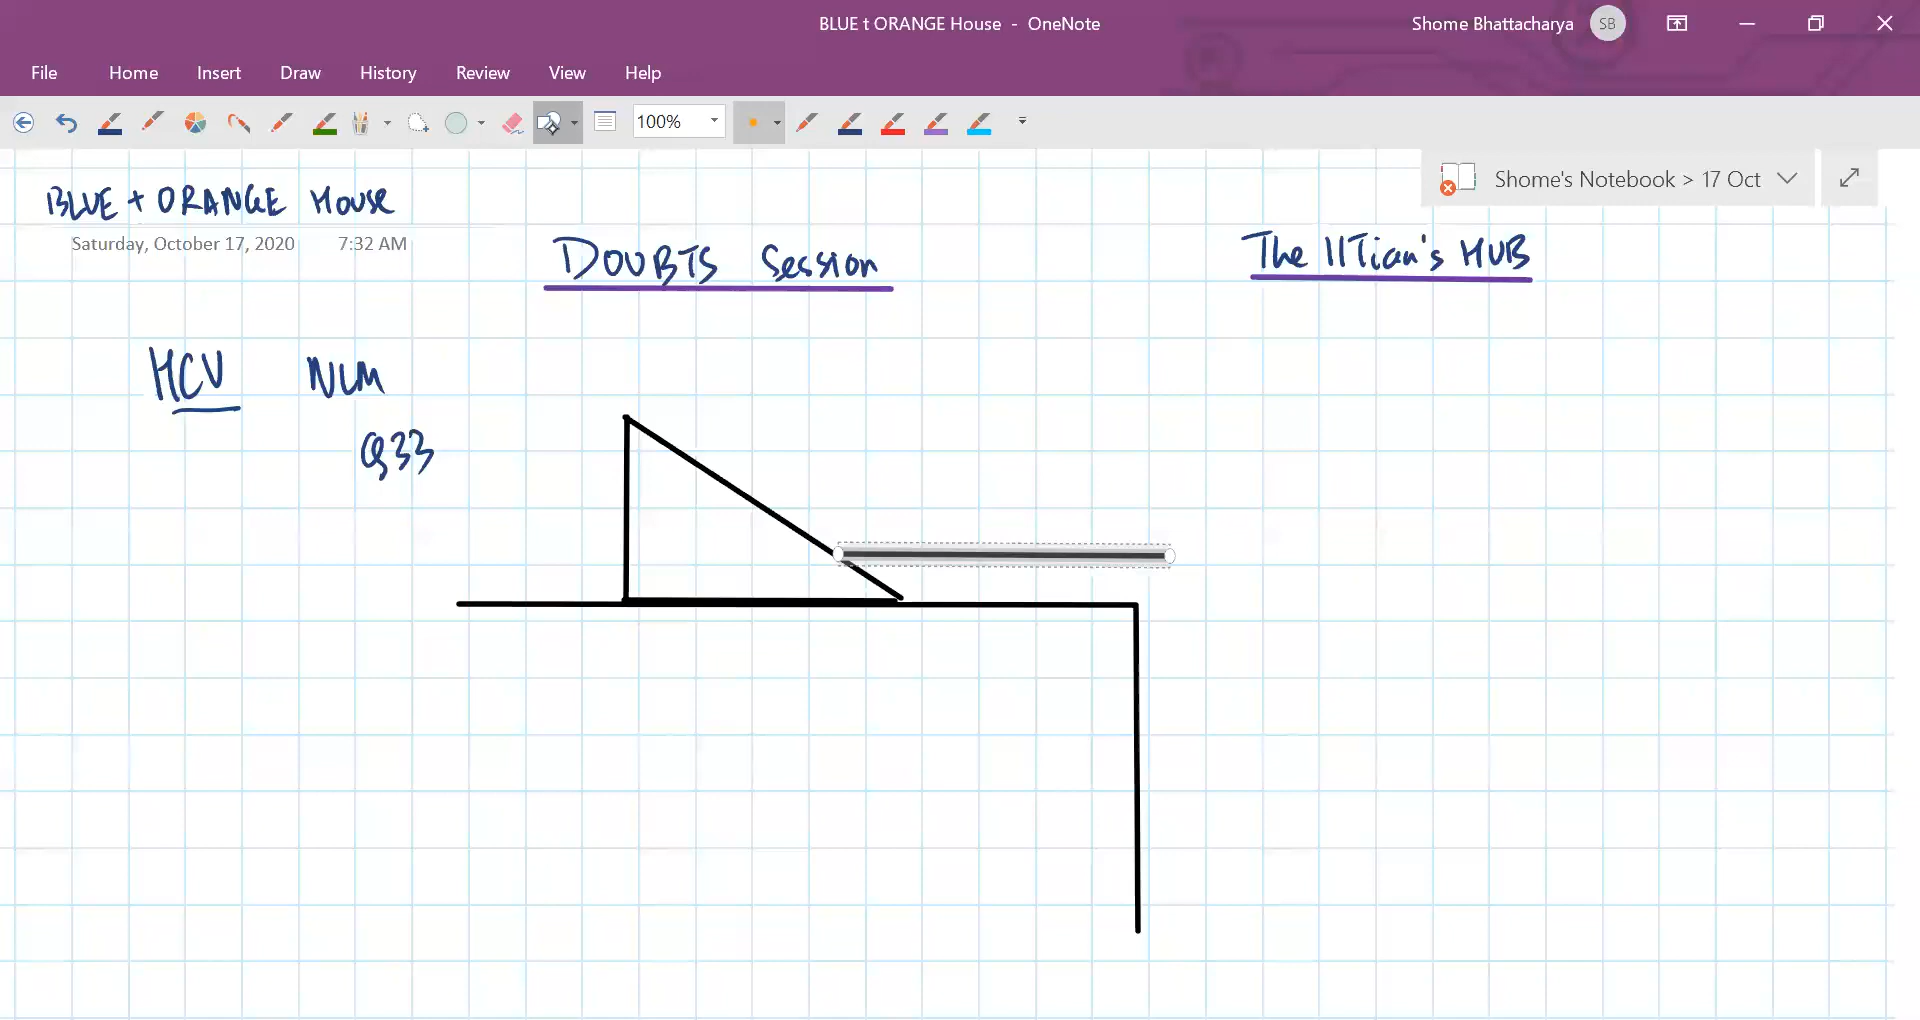 BLUE t ORANGE House - OneNote
Shome Bhattacharya SB
File Home Insert Draw History Review View Help
100%
Shome's Notebook > 17 Oct
BLUE + ORANGE House
Saturday, October 17, 2020 7:32 AM
DOUBTS Session
The IITian's HUB
HCV NLM
Q33